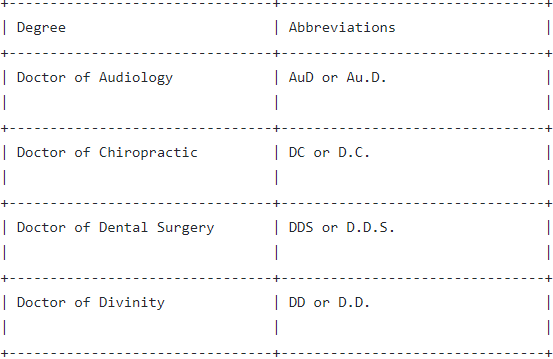 +--------------------------------+--------------------------------+
| Degree                         | Abbreviations                  |
+--------------------------------+--------------------------------+
| Doctor of Audiology            | AuD or Au.D.                   |
|                                |                                |
+--------------------------------+--------------------------------+
| Doctor of Chiropractic         | DC or D.C.                     |
|                                |                                |
+--------------------------------+--------------------------------+
| Doctor of Dental Surgery       | DDS or D.D.S.                  |
|                                |                                |
+--------------------------------+--------------------------------+
| Doctor of Divinity             | DD or D.D.                     |
|                                |                                |
+--------------------------------+--------------------------------+